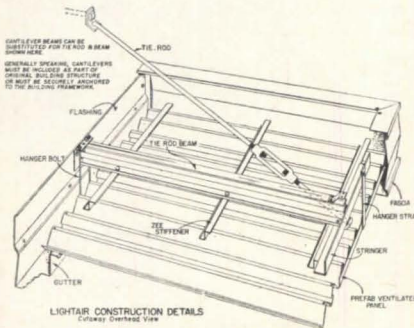 CANTILEVER BEAMS CAN BE
SUBSTITUTED FOR TIE ROD & BEAM
SHOWN HERE.
GENERALLY SPEAKING, CANTILEVERS
MUST BE INCLUDED AS PART OF
ORIGINAL BUILDING STRUCTURE
OR MUST BE SECURELY ANCHORED
TO THE BUILDING FRAMEWORK.
TIE ROD
FLASHING
TIE ROD BEAM
HANGER BOLT
FASCIA
HANGER STRAP
ZEE
STIFFENER
STRINGER
GUTTER
PREFAB VENTILATED
PANEL
LIGHTAIR CONSTRUCTION DETAILS
Cutaway Overhead View